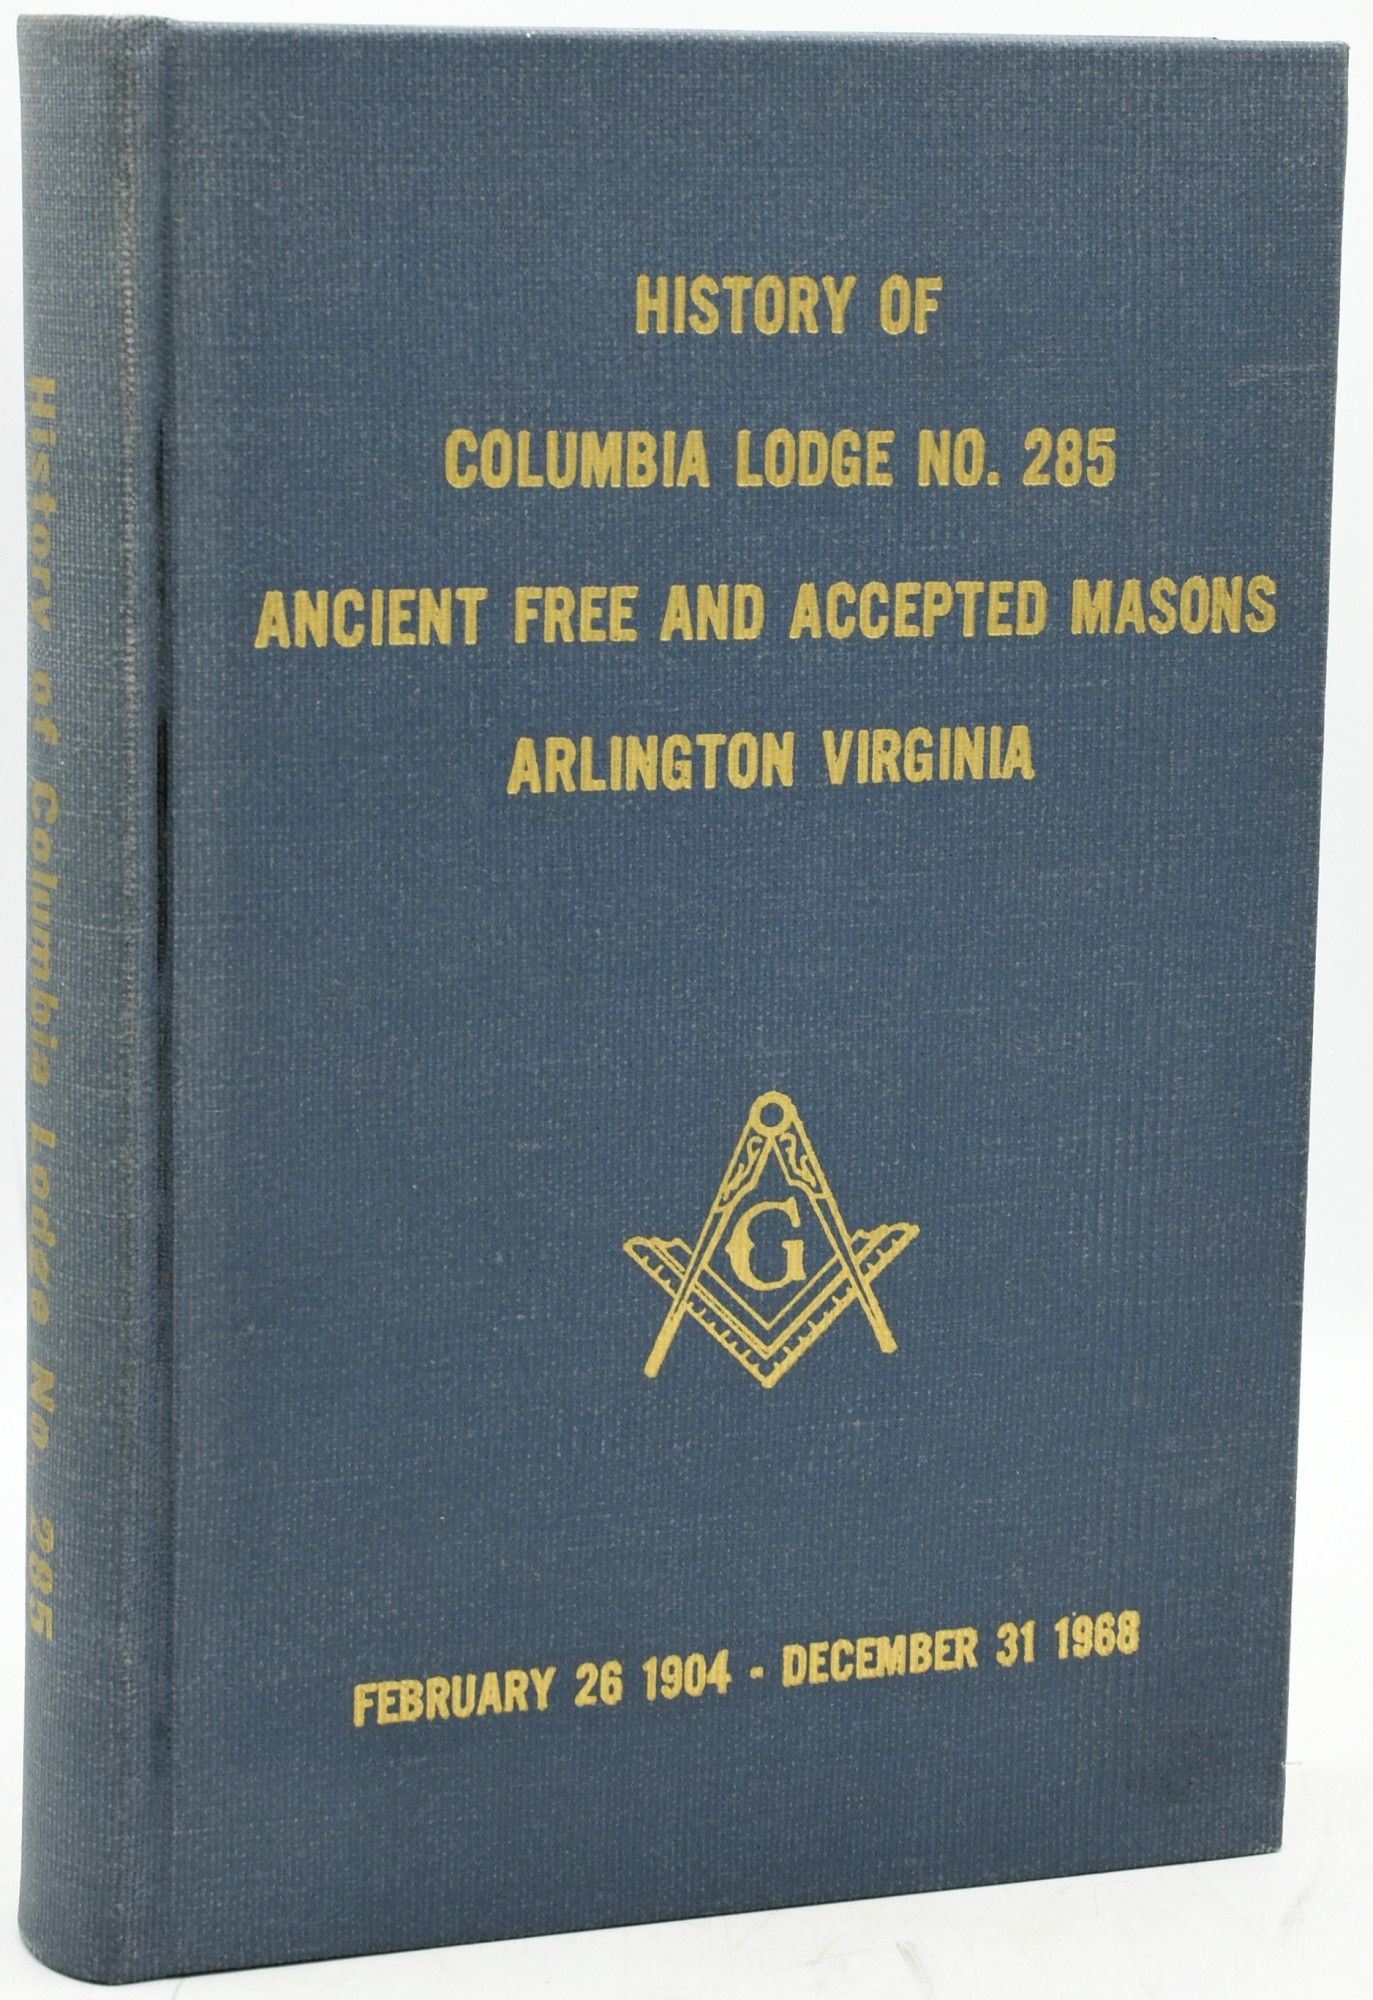 History of Columbia Lodge No. 285
HISTORY OF
COLUMBIA LODGE NO. 285
ANCIENT FREE AND ACCEPTED MASONS
ARLINGTON VIRGINIA
G
FEBRUARY 26 1904 - DECEMBER 31 1968